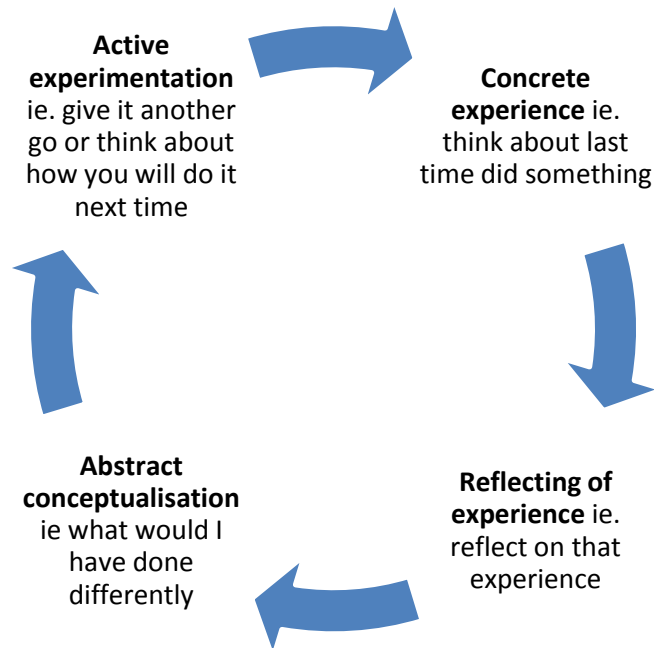 Active
experimentation
ie. give it another
go or think about
how you will do it
next time
Concrete
experience ie.
think about last
time did something
Reflecting of
experience ie.
reflect on that
experience
Abstract
conceptualisation
ie what would I
have done
differently